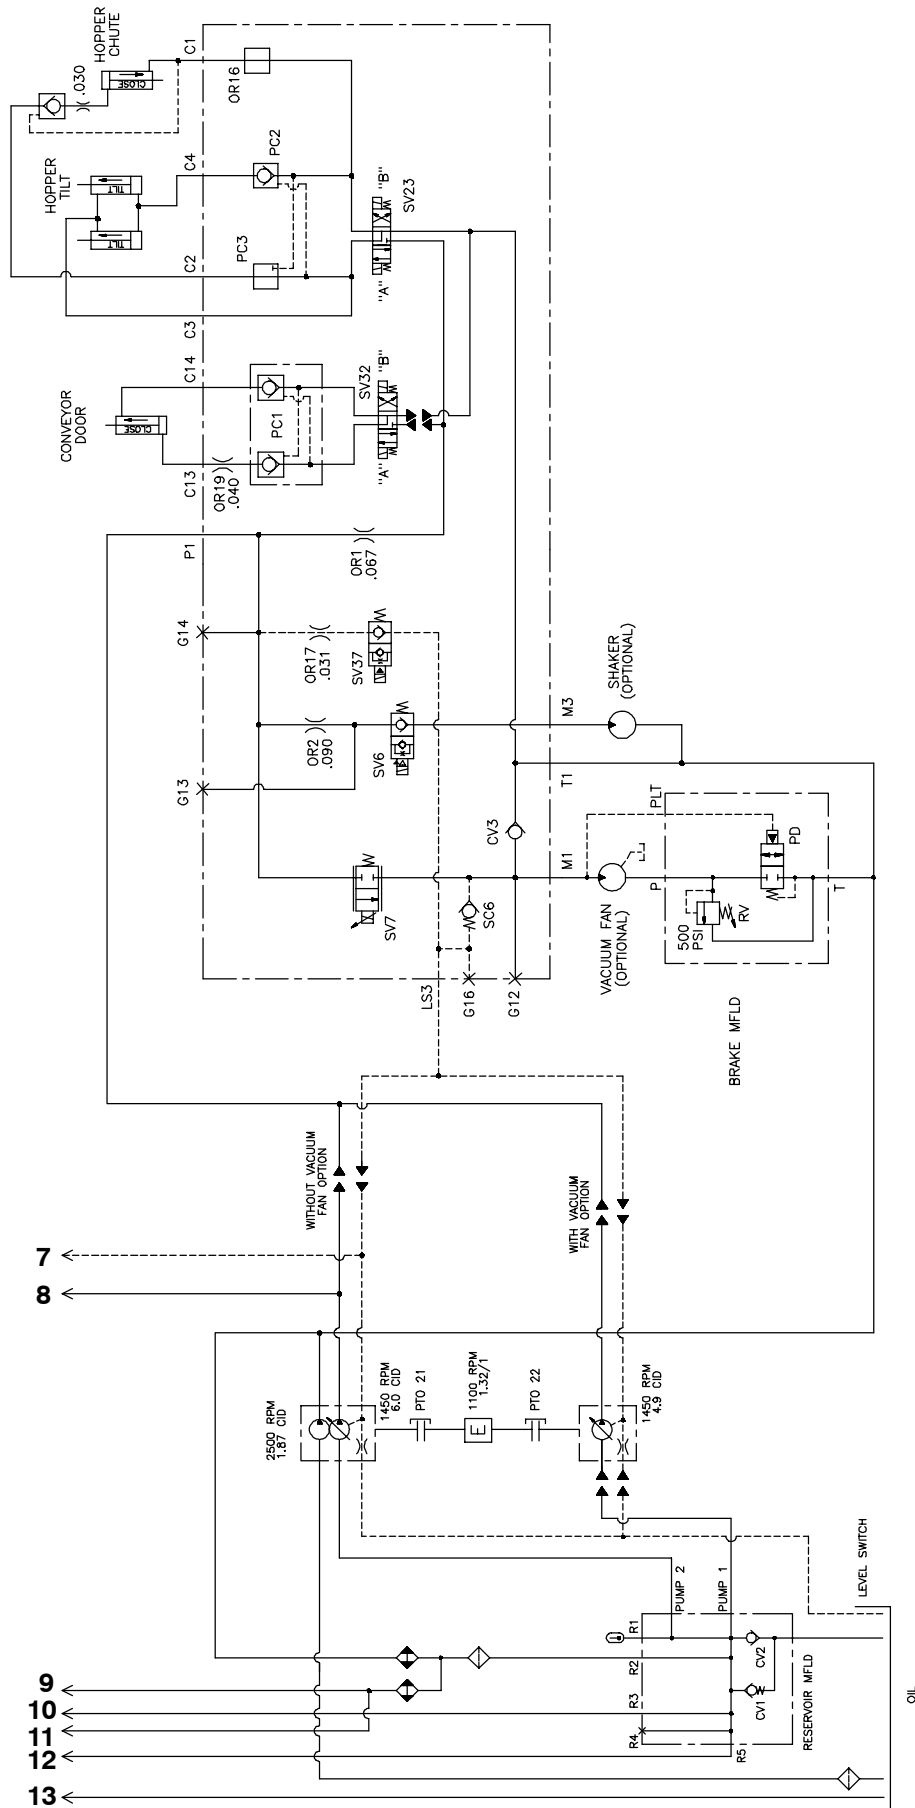 HOPPER
CHUTE
CLOSE
.030
C1
OR16
HOPPER
TILT
TILT
TILT
C4
PC2
C2
PC3
C3
"B"
SV23
"A"
CONVEYOR
DOOR
CLOSE
C14
C13
OR19
.040
PC1
SV32
"B"
"A"
P1
OR1
.067
G14
OR17
.031
SV37
G13
OR2
.090
SV6
SV7
M3
SHAKER
(OPTIONAL)
T1
CV3
M1
SC6
LS3
G16
G12
VACUUM FAN
(OPTIONAL)
PLT
P
PD
500
PSI
RV
T
BRAKE MFLD
WITHOUT VACUUM
FAN OPTION
WITH VACUUM
FAN OPTION
7
8
2500 RPM
1.87 CID
1450 RPM
6.0 CID
PTO 21
1100 RPM
1.32/1
E
PTO 22
1450 RPM
4.9 CID
PUMP 2
PUMP 1
LEVEL SWITCH
R1
R2
R3
R4
R5
CV2
CV1
RESERVOIR MFLD
OIL
9
10
11
12
13